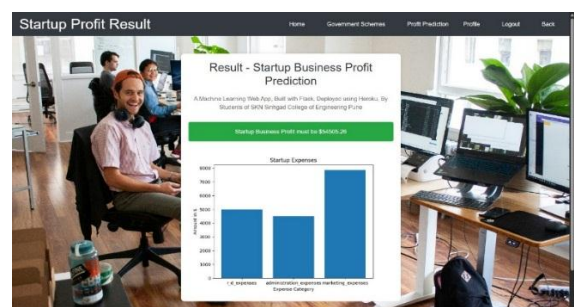 Startup Profit Result
Home Government Schemes Profit Prediction Profile Logout Back
Result - Startup Business Profit
Prediction
A Machine Learning Web App, Built with Flask, Deployed using Heroku. By
Students of SKN Sinhgad College of Engineering Pune
Startup Business Profit must be $54505.29
Startup Expenses
8000
7000
6000
5000
4000
3000
2000
1000
0
Amount in $
r_d_expenses administration_expenses marketing_expenses
Expense Category